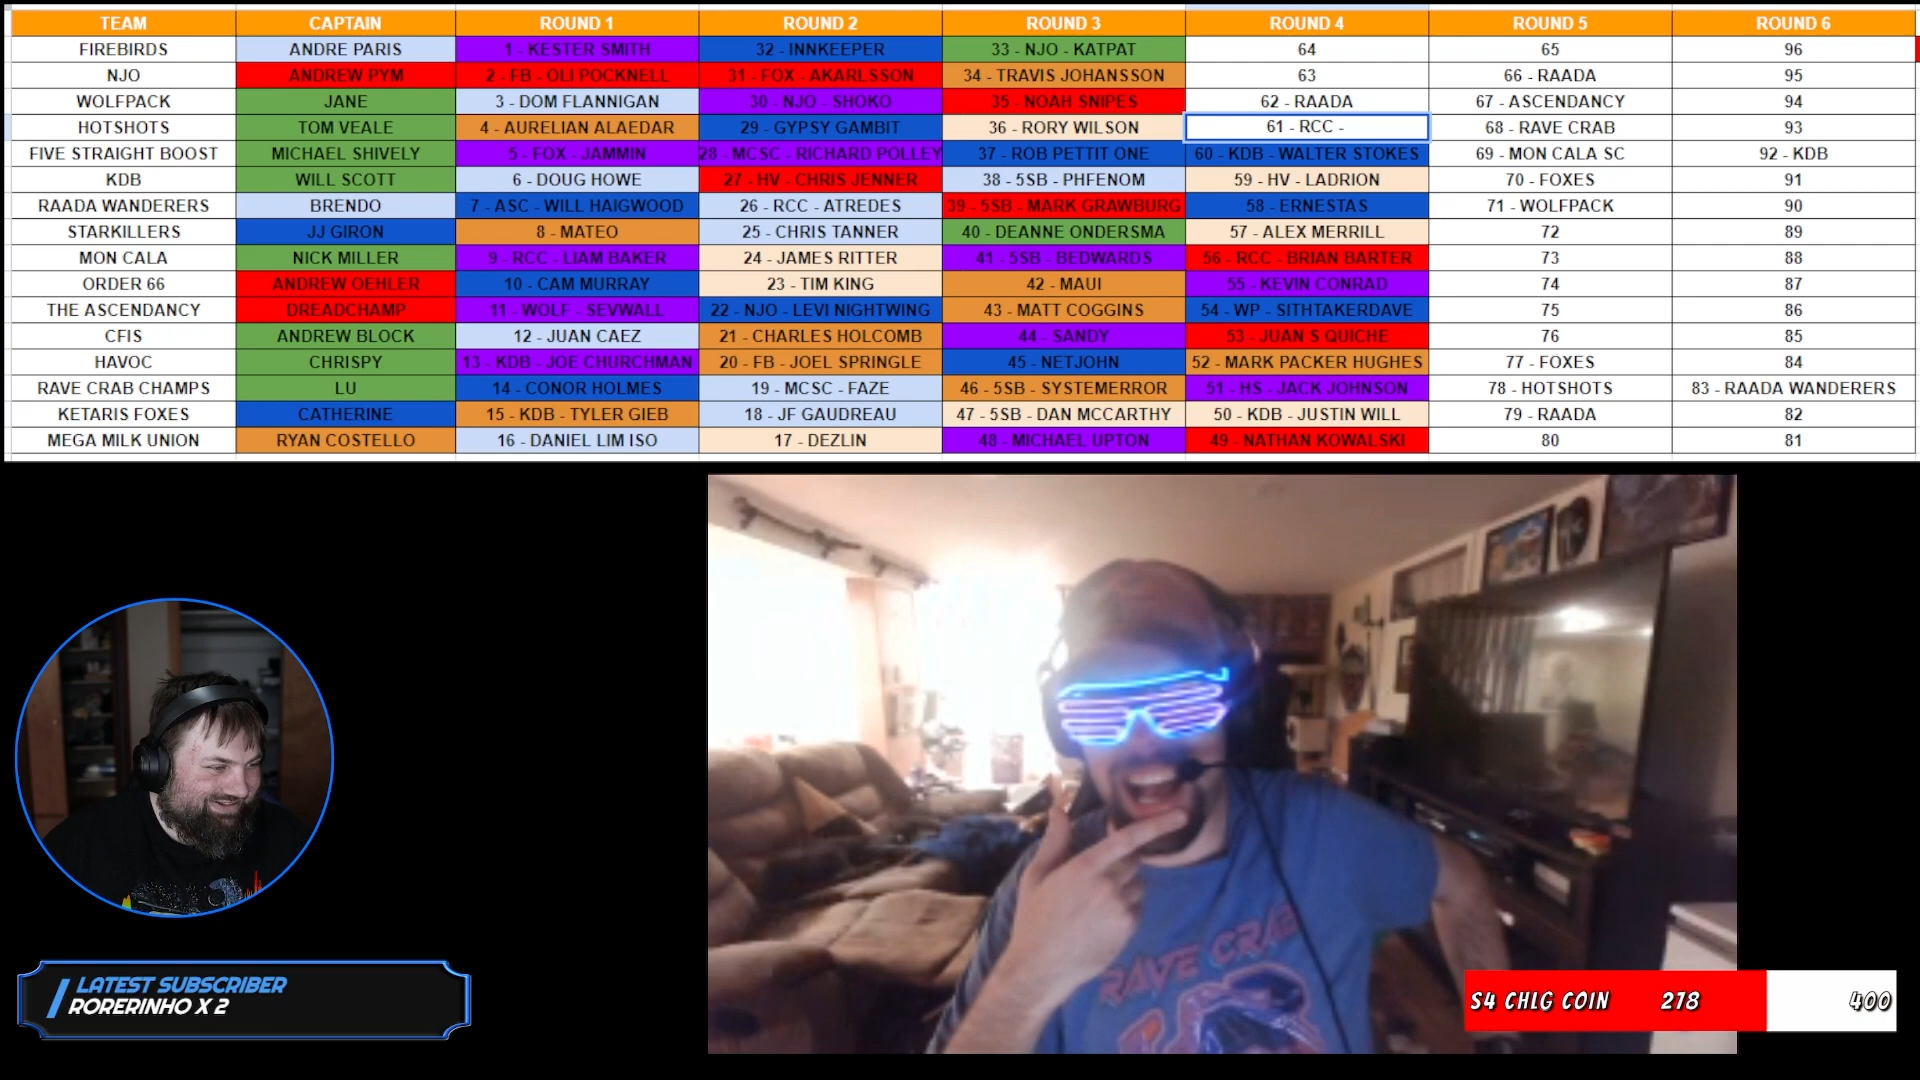 TEAM CAPTAIN ROUND 1 ROUND 2 ROUND 3 ROUND 4 ROUND 5 ROUND 6
FIREBIRDS ANDRE PARIS 1 - KESTER SMITH 32 - INNKEEPER 33 - NJO - KATPAT 64 65 96
NJO ANDREW PYM 2 - FB - OLI POCKNELL 31 - FOX - AKARLSSON 34 - TRAVIS JOHANSSON 63 66 - RAADA 95
WOLFPACK JANE 3 - DOM FLANNIGAN 30 - NJO - SHOKO 35 - NOAH SNIPES 62 - RAADA 67 - ASCENDANCY 94
HOTSHOTS TOM VEALE 4 - AURELIAN ALAEDAR 29 - GYPSY GAMBIT 36 - RORY WILSON 61 - RCC - 68 - RAVE CRAB 93
FIVE STRAIGHT BOOST MICHAEL SHIVELY 5 - FOX - JAMMIN 28 - MCSC - RICHARD POLLEY 37 - ROB PETTIT ONE 60 - KDB - WALTER STOKES 69 - MON CALA SC 92 - KDB
KDB WILL SCOTT 6 - DOUG HOWE 27 - HV - CHRIS JENNER 38 - 5SB - PHFENOM 59 - HV - LADRION 70 - FOXES 91
RAADA WANDERERS BRENDO 7 - ASC - WILL HAIGWOOD 26 - RCC - ATREDES 39 - 5SB - MARK GRAWBURG 58 - ERNESTAS 71 - WOLFPACK 90
STARKILLERS JJ GIRON 8 - MATEO 25 - CHRIS TANNER 40 - DEANNE ONDERSMA 57 - ALEX MERRILL 72 89
MON CALA NICK MILLER 9 - RCC - LIAM BAKER 24 - JAMES RITTER 41 - 5SB - BEDWARDS 56 - RCC - BRIAN BARTER 73 88
ORDER 66 ANDREW OEHLER 10 - CAM MURRAY 23 - TIM KING 42 - MAUI 55 - KEVIN CONRAD 74 87
THE ASCENDANCY DREADCHAMP 11 - WOLF - SEVWALL 22 - NJO - LEVI NIGHTWING 43 - MATT COGGINS 54 - WP - SITHTAKERDAVE 75 86
CFIS ANDREW BLOCK 12 - JUAN CAEZ 21 - CHARLES HOLCOMB 44 - SANDY 53 - JUAN S QUICHE 76 85
HAVOC CHRISPY 13 - KDB - JOE CHURCHMAN 20 - FB - JOEL SPRINGLE 45 - NETJOHN 52 - MARK PACKER HUGHES 77 - FOXES 84
RAVE CRAB CHAMPS LU 14 - CONOR HOLMES 19 - MCSC - FAZE 46 - 5SB - SYSTEMERROR 51 - HS - JACK JOHNSON 78 - HOTSHOTS 83 - RAADA WANDERERS
KETARIS FOXES CATHERINE 15 - KDB - TYLER GIEB 18 - JF GAUDREAU 47 - 5SB - DAN MCCARTHY 50 - KDB - JUSTIN WILL 79 - RAADA 82
MEGA MILK UNION RYAN COSTELLO 16 - DANIEL LIM ISO 17 - DEZLIN 48 - MICHAEL UPTON 49 - NATHAN KOWALSKI 80 81
RAVE CRAB
LATEST SUBSCRIBER
RORERINHO X 2
S4 CHLG COIN 278 400